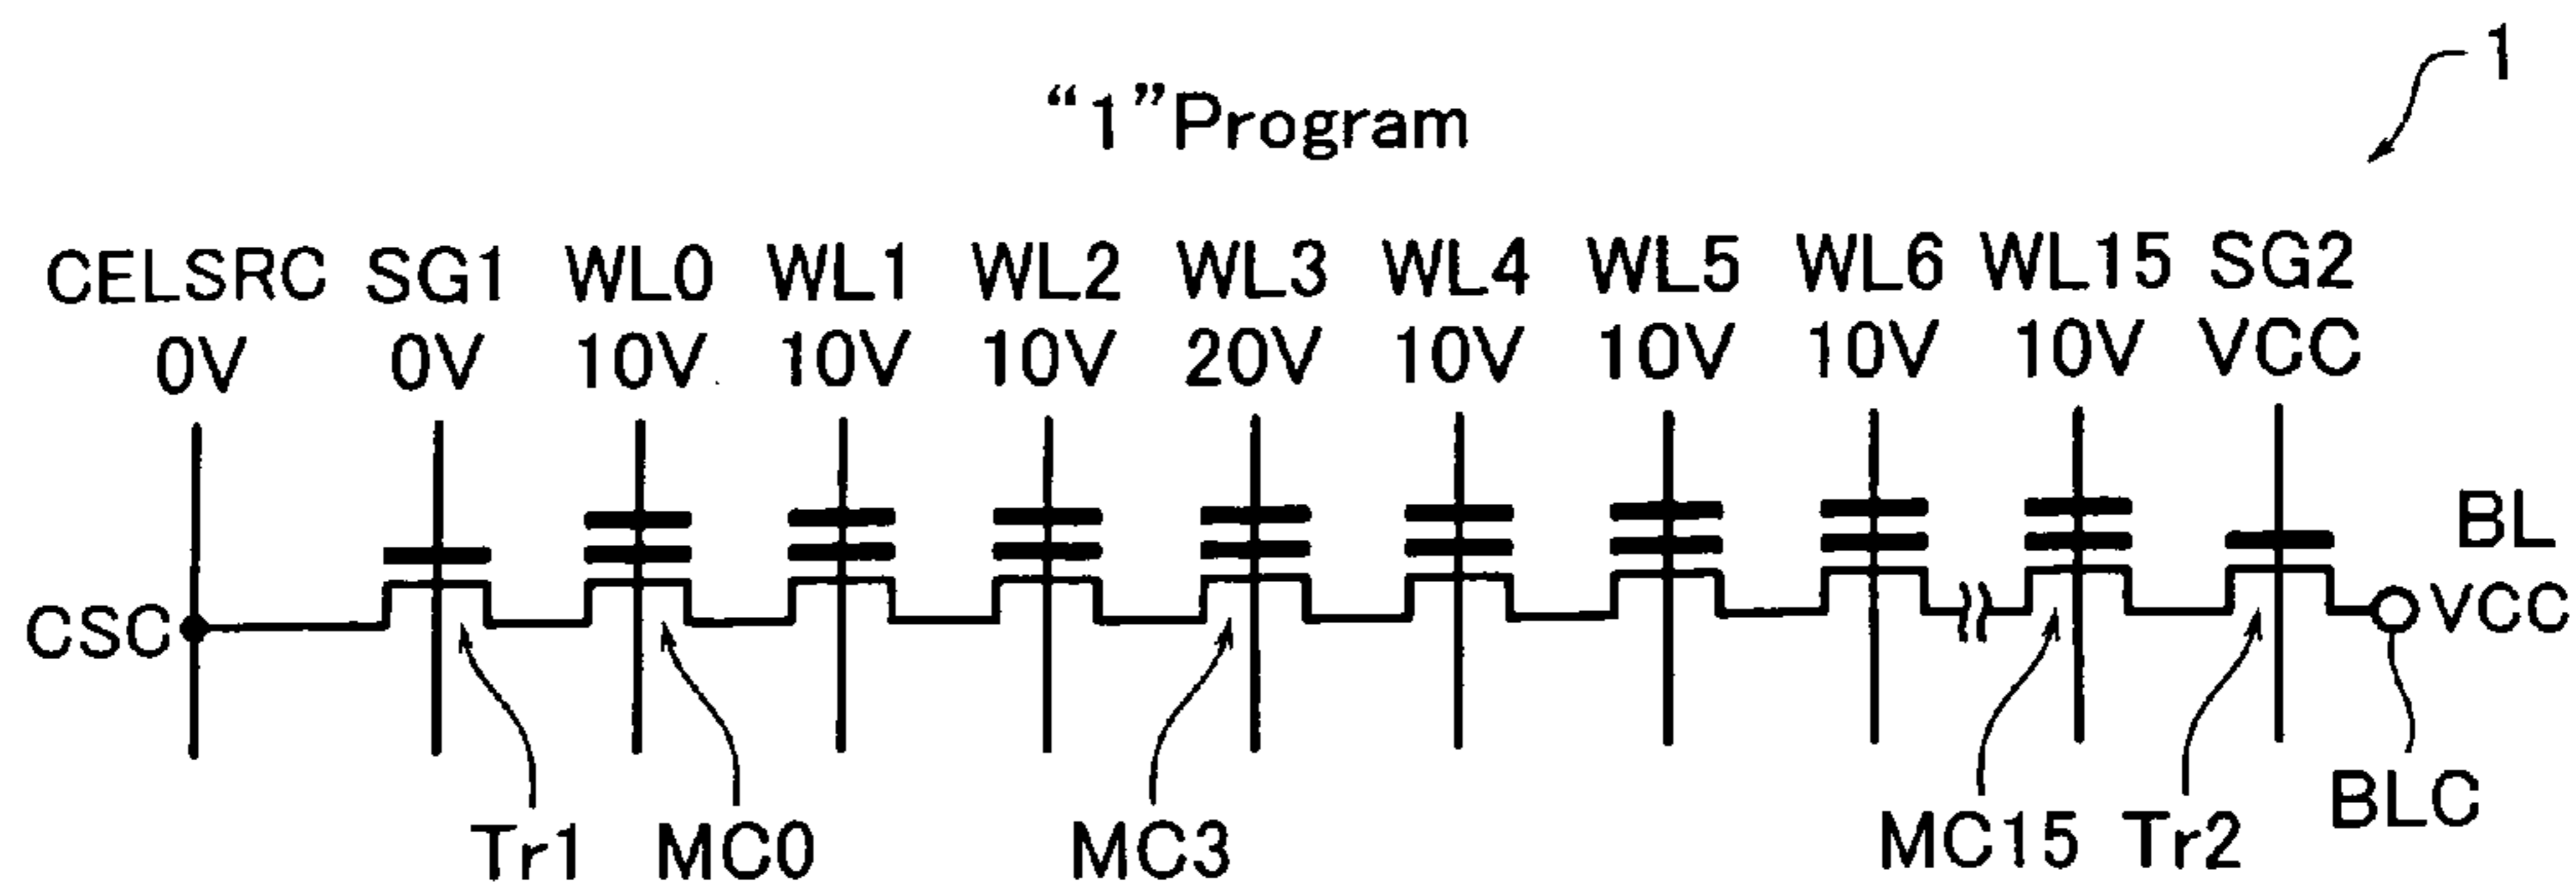 1
“1”Program
CELSRC SG1 WL0 WL1 WL2 WL3 WL4 WL5 WL6 WL15 SG2
0V 0V 10V 10V 10V 20V 10V 10V 10V 10V VCC
BL
CSC VCC
Tr1 MC0 MC3 MC15 Tr2 BLC